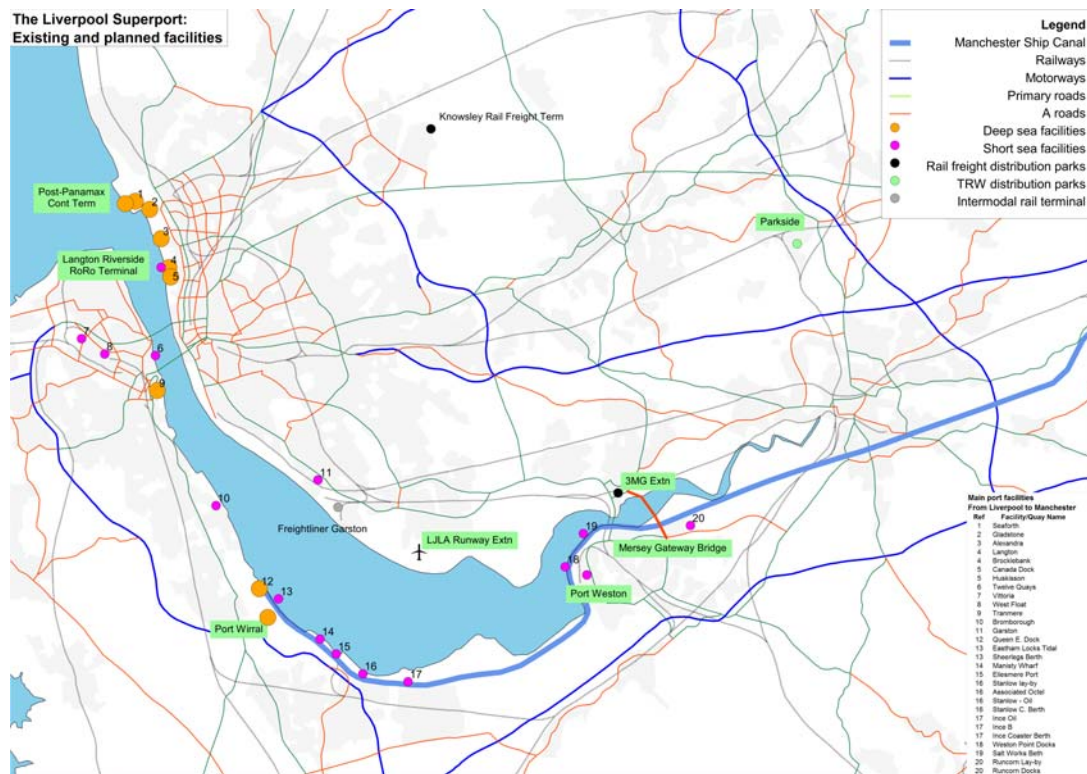 The Liverpool Superport:
Existing and planned facilities
Legend
Manchester Ship Canal
Railways
Motorways
Primary roads
A roads
Deep sea facilities
Short sea facilities
Rail freight distribution parks
TRW distribution parks
Intermodal rail terminal
Knowsley Rail Freight Term
Post-Panamax
Cont Term
1
2
3
Langton Riverside
RoRo Terminal
4
5
Parkside
7
8
6
9
11
10
Freightliner Garston
LJLA Runway Extn
3MG Extn
19
20
Mersey Gateway Bridge
18
Port Weston
12
13
Port Wirral
14
15
16
17
Main port facilities
From Liverpool to Manchester
Ref Facility/Quay Name
1 Seaforth
2 Gladstone
3 Alexandra
4 Langton
4 Brocklebank
5 Canada Dock
5 Huskisson
6 Twelve Quays
7 Vittoria
8 West Float
9 Tranmere
10 Bromborough
11 Garston
12 Queen E. Dock
13 Eastham Locks Tidal
13 Sheerlegs Berth
14 Manisty Wharf
15 Ellesmere Port
16 Stanlow lay-by
16 Associated Octel
16 Stanlow - Oil
16 Stanlow C. Berth
17 Ince Oil
17 Ince B
17 Ince Coaster Berth
18 Weston Point Docks
19 Salt Works Beth
20 Runcorn Lay-by
20 Runcorn Docks